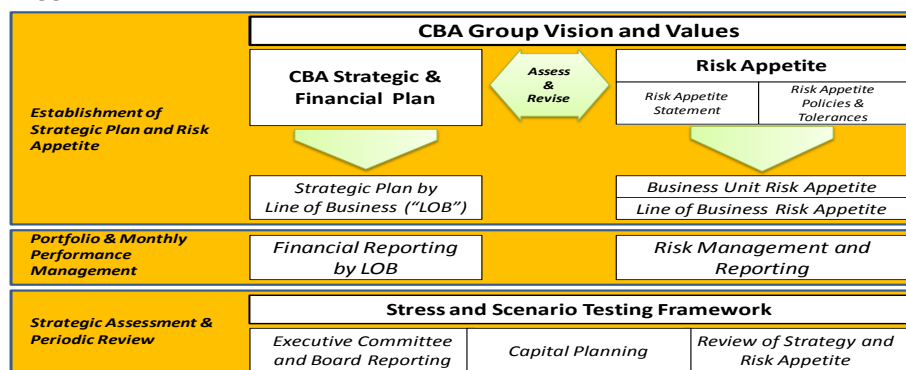 CBA Group Vision and Values
Establishment of
Strategic Plan and Risk
Appetite
CBA Strategic &
Financial Plan
Assess
&
Revise
Risk Appetite
Risk Appetite
Statement
Risk Appetite
Policies &
Tolerances
Strategic Plan by
Line of Business (“LOB”)
Business Unit Risk Appetite
Line of Business Risk Appetite
Portfolio & Monthly
Performance
Management
Financial Reporting
by LOB
Risk Management and
Reporting
Strategic Assessment &
Periodic Review
Stress and Scenario Testing Framework
Executive Committee
and Board Reporting
Capital Planning
Review of Strategy and
Risk Appetite